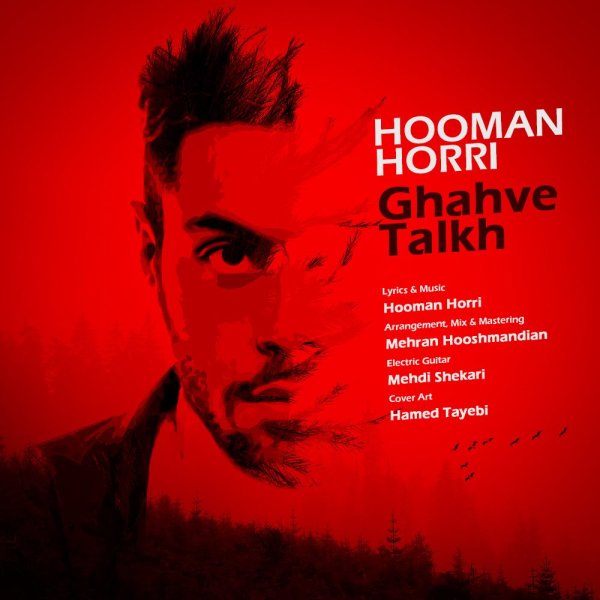 HOOMAN
HORRI
Ghahve
Talkh
Lyrics & Music
Hooman Horri
Arrangement, Mix & Mastering
Mehran Hooshmandian
Electric Guitar
Mehdi Shekari
Cover Art
Hamed Tayebi